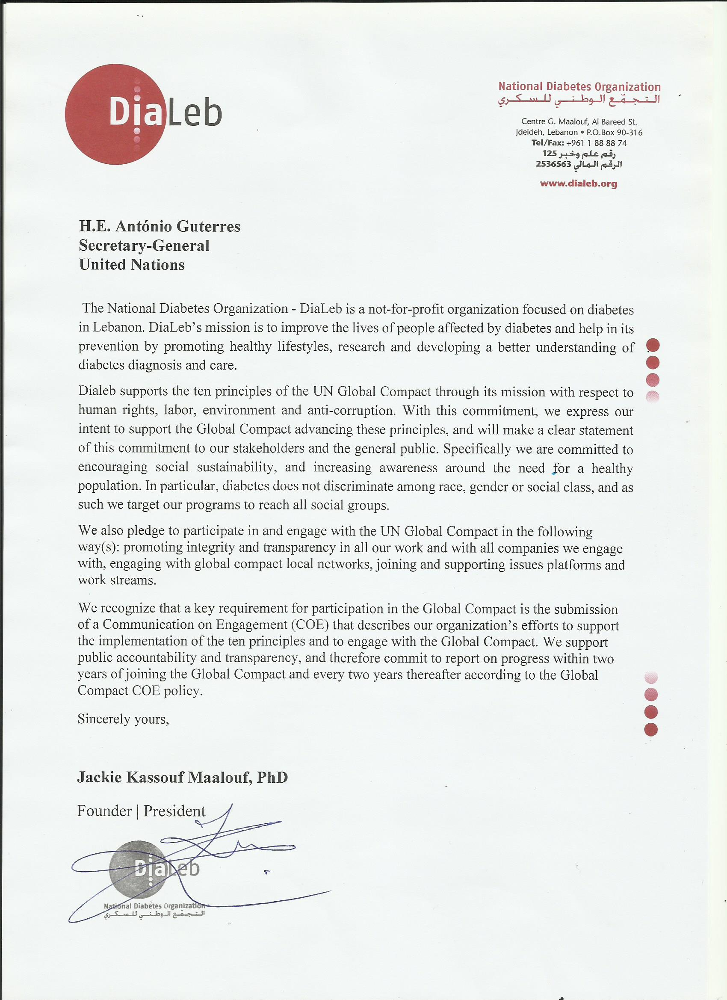 DiaLeb
National Diabetes Organization
التجمّع الوطني للسكري
Centre G. Maalouf, Al Bareed St.
Jdeideh, Lebanon • P.O.Box 90-316
Tel/Fax: +961 1 88 88 74
رقم علم وخبر 125
الرقم المالي 2536563
www.dialeb.org
H.E. António Guterres
Secretary-General
United Nations
The National Diabetes Organization - DiaLeb is a not-for-profit organization focused on diabetes
in Lebanon. DiaLeb's mission is to improve the lives of people affected by diabetes and help in its
prevention by promoting healthy lifestyles, research and developing a better understanding of
diabetes diagnosis and care.
Dialeb supports the ten principles of the UN Global Compact through its mission with respect to
human rights, labor, environment and anti-corruption. With this commitment, we express our
intent to support the Global Compact advancing these principles, and will make a clear statement
of this commitment to our stakeholders and the general public. Specifically we are committed to
encouraging social sustainability, and increasing awareness around the need for a healthy
population. In particular, diabetes does not discriminate among race, gender or social class, and as
such we target our programs to reach all social groups.
We also pledge to participate in and engage with the UN Global Compact in the following
way(s): promoting integrity and transparency in all our work and with all companies we engage
with, engaging with global compact local networks, joining and supporting issues platforms and
work streams.
We recognize that a key requirement for participation in the Global Compact is the submission
of a Communication on Engagement (COE) that describes our organization's efforts to support
the implementation of the ten principles and to engage with the Global Compact. We support
public accountability and transparency, and therefore commit to report on progress within two
years of joining the Global Compact and every two years thereafter according to the Global
Compact COE policy.
Sincerely yours,
Jackie Kassouf Maalouf, PhD
Founder | President
DiaLeb
National Diabetes Organization
التجمّع الوطني للسكري